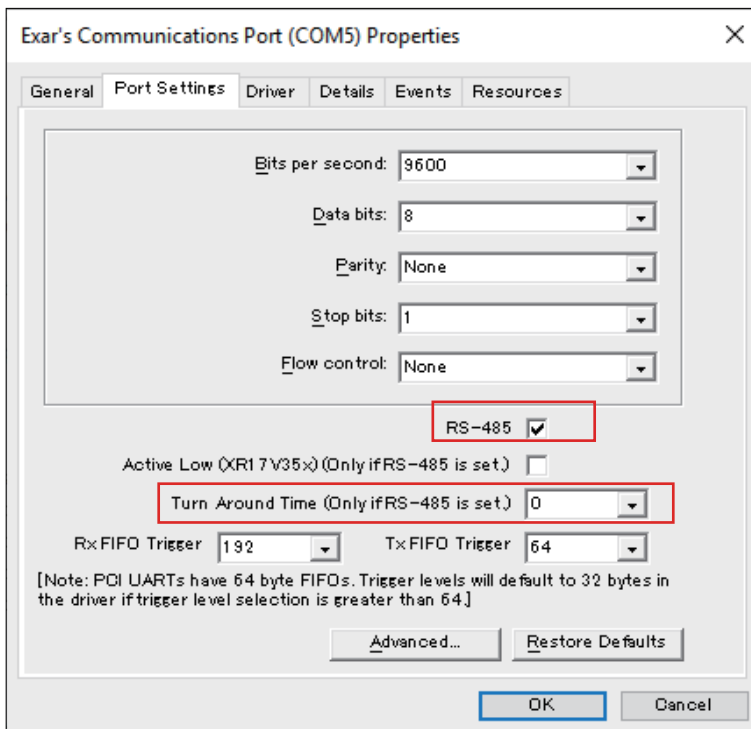 Exar's Communications Port (COM5) Properties
General Port Settings Driver Details Events Resources
Bits per second: 9600
Data bits: 8
Parity: None
Stop bits: 1
Flow control: None
RS-485
Active Low (XR17V35x) (Only if RS-485 is set.)
Turn Around Time (Only if RS-485 is set.) 0
Rx FIFO Trigger 192 Tx FIFO Trigger 64
[Note: PCI UARTs have 64 byte FIFOs. Trigger levels will default to 32 bytes in
the driver if trigger level selection is greater than 64.]
Advanced... Restore Defaults
OK Cancel